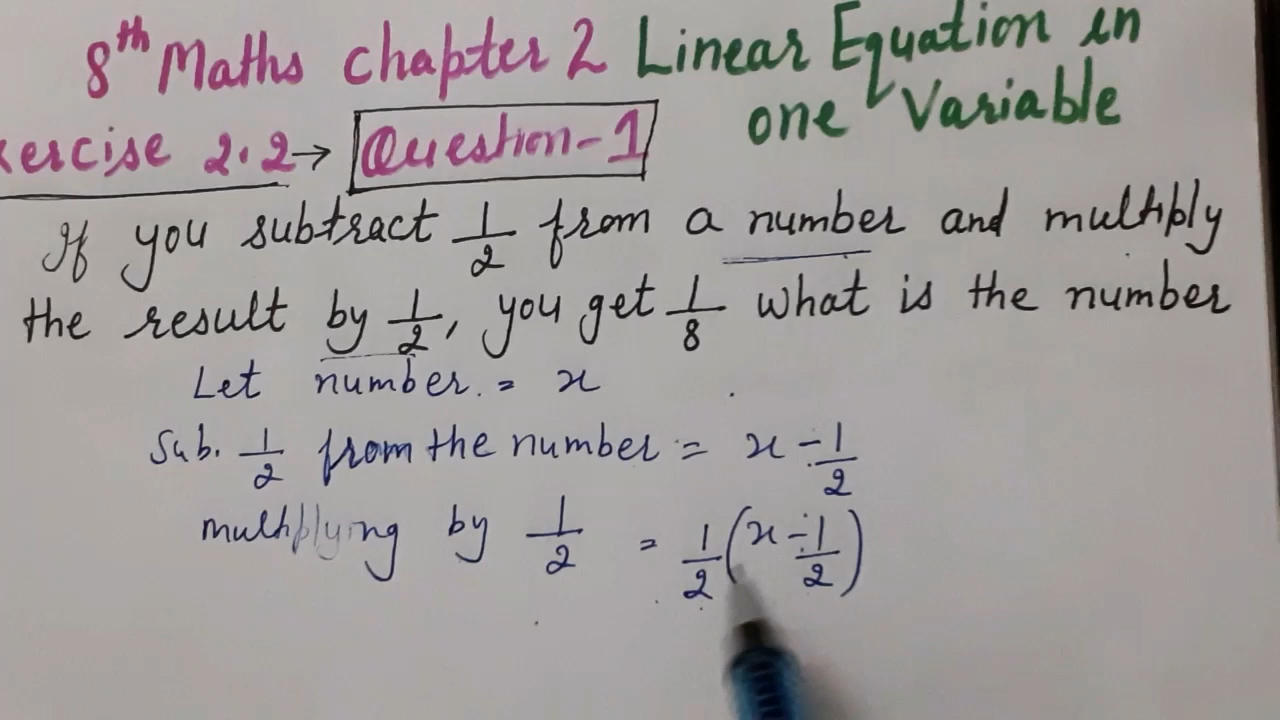 8th Maths chapter 2 Linear Equation in
one Variable
xercise 2.2→ Question-1
If you subtract 1/2 from a number and multiply
the result by 1/2, you get 1/8 what is the number
Let number = x
Sub. 1/2 from the number = x - 1/2
multiplying by 1/2 = 1/2 (x - 1/2)